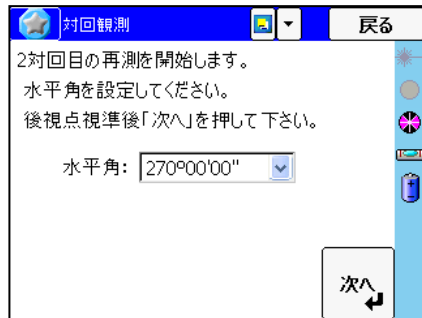 対回観測
戻る
2対回目の再測を開始します。
水平角を設定してください。
後視点視準後「次へ」を押して下さい。
水平角: 270º00'00"
次へ